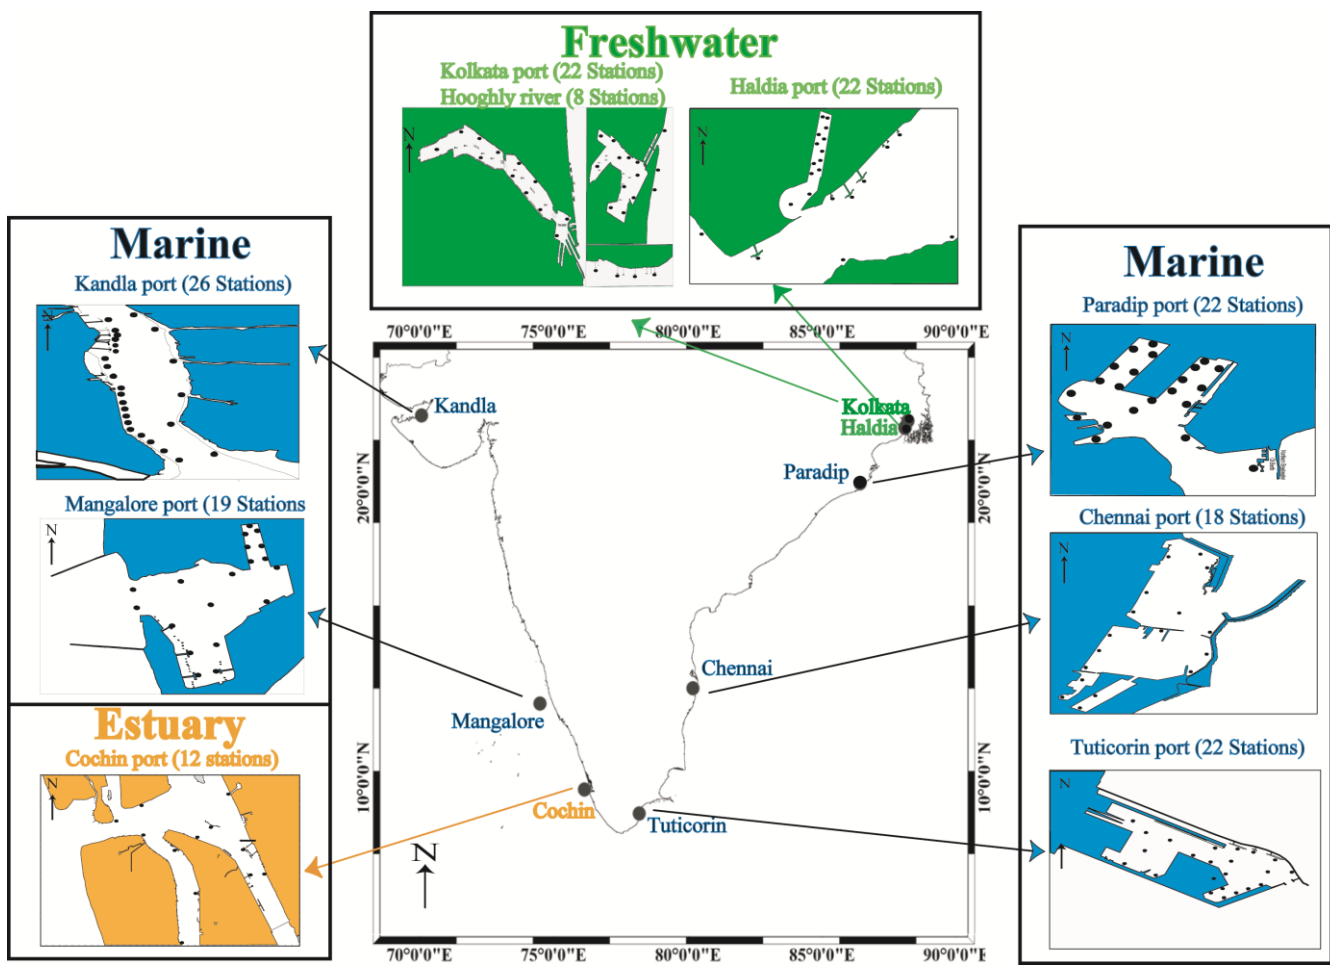 Freshwater
Kolkata port (22 Stations)
Hooghly river (8 Stations)
Haldia port (22 Stations)
N
N
N
Marine
Kandla port (26 Stations)
N
Mangalore port (19 Stations
N
Estuary
Cochin port (12 stations)
N
70°0'0"E 75°0'0"E 80°0'0"E 85°0'0"E 90°0'0"E
Kandla
Kolkata
Haldia
Paradip
20°0'0"N
20°0'0"N
Chennai
Mangalore
10°0'0"N
10°0'0"N
Cochin
Tuticorin
N
70°0'0"E 75°0'0"E 80°0'0"E 85°0'0"E 90°0'0"E
Marine
Paradip port (22 Stations)
N
Chennai port (18 Stations)
N
Tuticorin port (22 Stations)
N